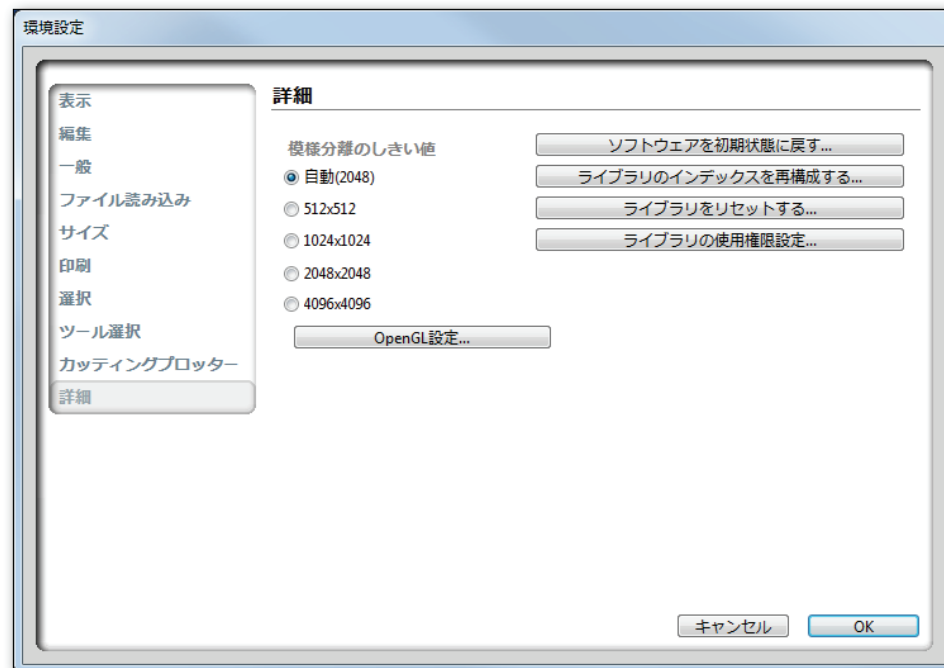 環境設定
表示
編集
一般
ファイル読み込み
サイズ
印刷
選択
ツール選択
カッティングプロッター
詳細
詳細
模様分離のしきい値
自動(2048)
512x512
1024x1024
2048x2048
4096x4096
OpenGL設定...
ソフトウェアを初期状態に戻す...
ライブラリのインデックスを再構成する...
ライブラリをリセットする...
ライブラリの使用権限設定...
キャンセル
OK